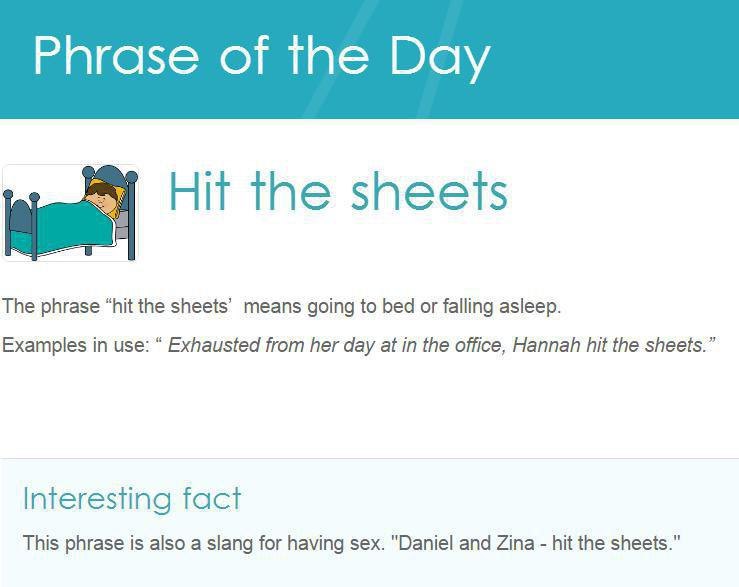 Phrase of the Day
Hit the sheets
The phrase “hit the sheets’  means going to bed or falling asleep.
Examples in use: “ Exhausted from her day at in the office, Hannah hit the sheets.”
Interesting fact
This phrase is also a slang for having sex. "Daniel and Zina - hit the sheets."